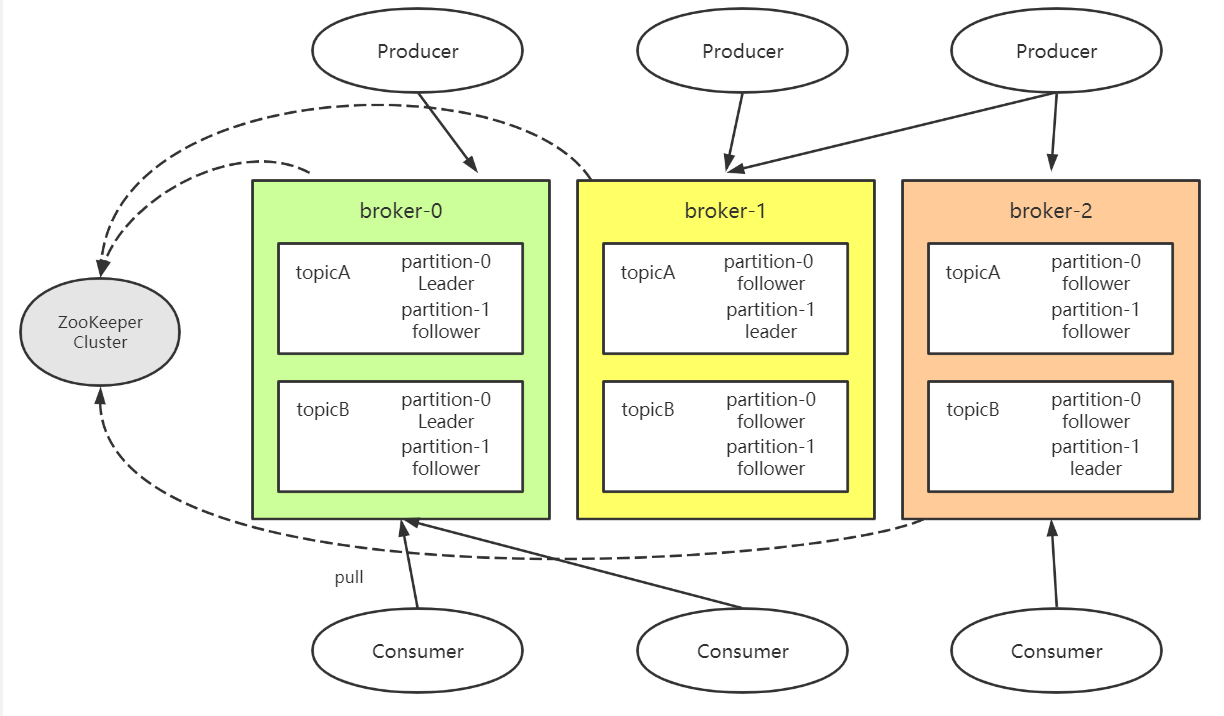 Producer
Producer
Producer
broker-0
topicA
partition-0
Leader
partition-1
follower
topicB
partition-0
Leader
partition-1
follower
broker-1
topicA
partition-0
follower
partition-1
leader
topicB
partition-0
follower
partition-1
follower
broker-2
topicA
partition-0
follower
partition-1
follower
topicB
partition-0
follower
partition-1
leader
ZooKeeper
Cluster
pull
Consumer
Consumer
Consumer